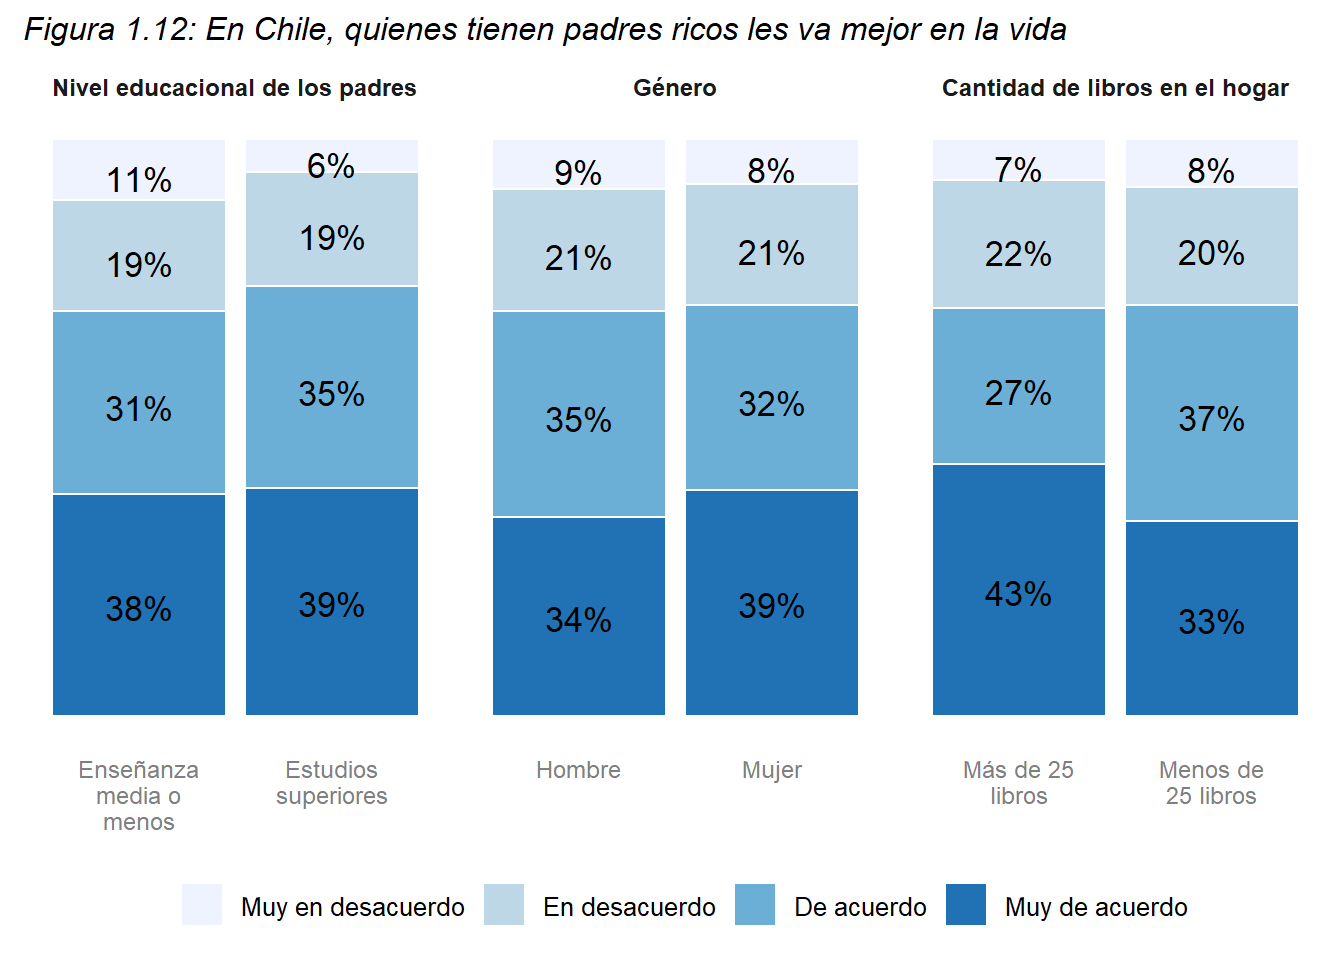 Figura 1.12: En Chile, quienes tienen padres ricos les va mejor en la vida
Nivel educacional de los padres
11%
6%
19%
19%
31%
35%
38%
39%
Enseñanza
media o
menos
Estudios
superiores
Género
9%
8%
21%
21%
35%
32%
34%
39%
Hombre
Mujer
Cantidad de libros en el hogar
7%
8%
22%
20%
27%
37%
43%
33%
Más de 25
libros
Menos de
25 libros
Muy en desacuerdo
En desacuerdo
De acuerdo
Muy de acuerdo